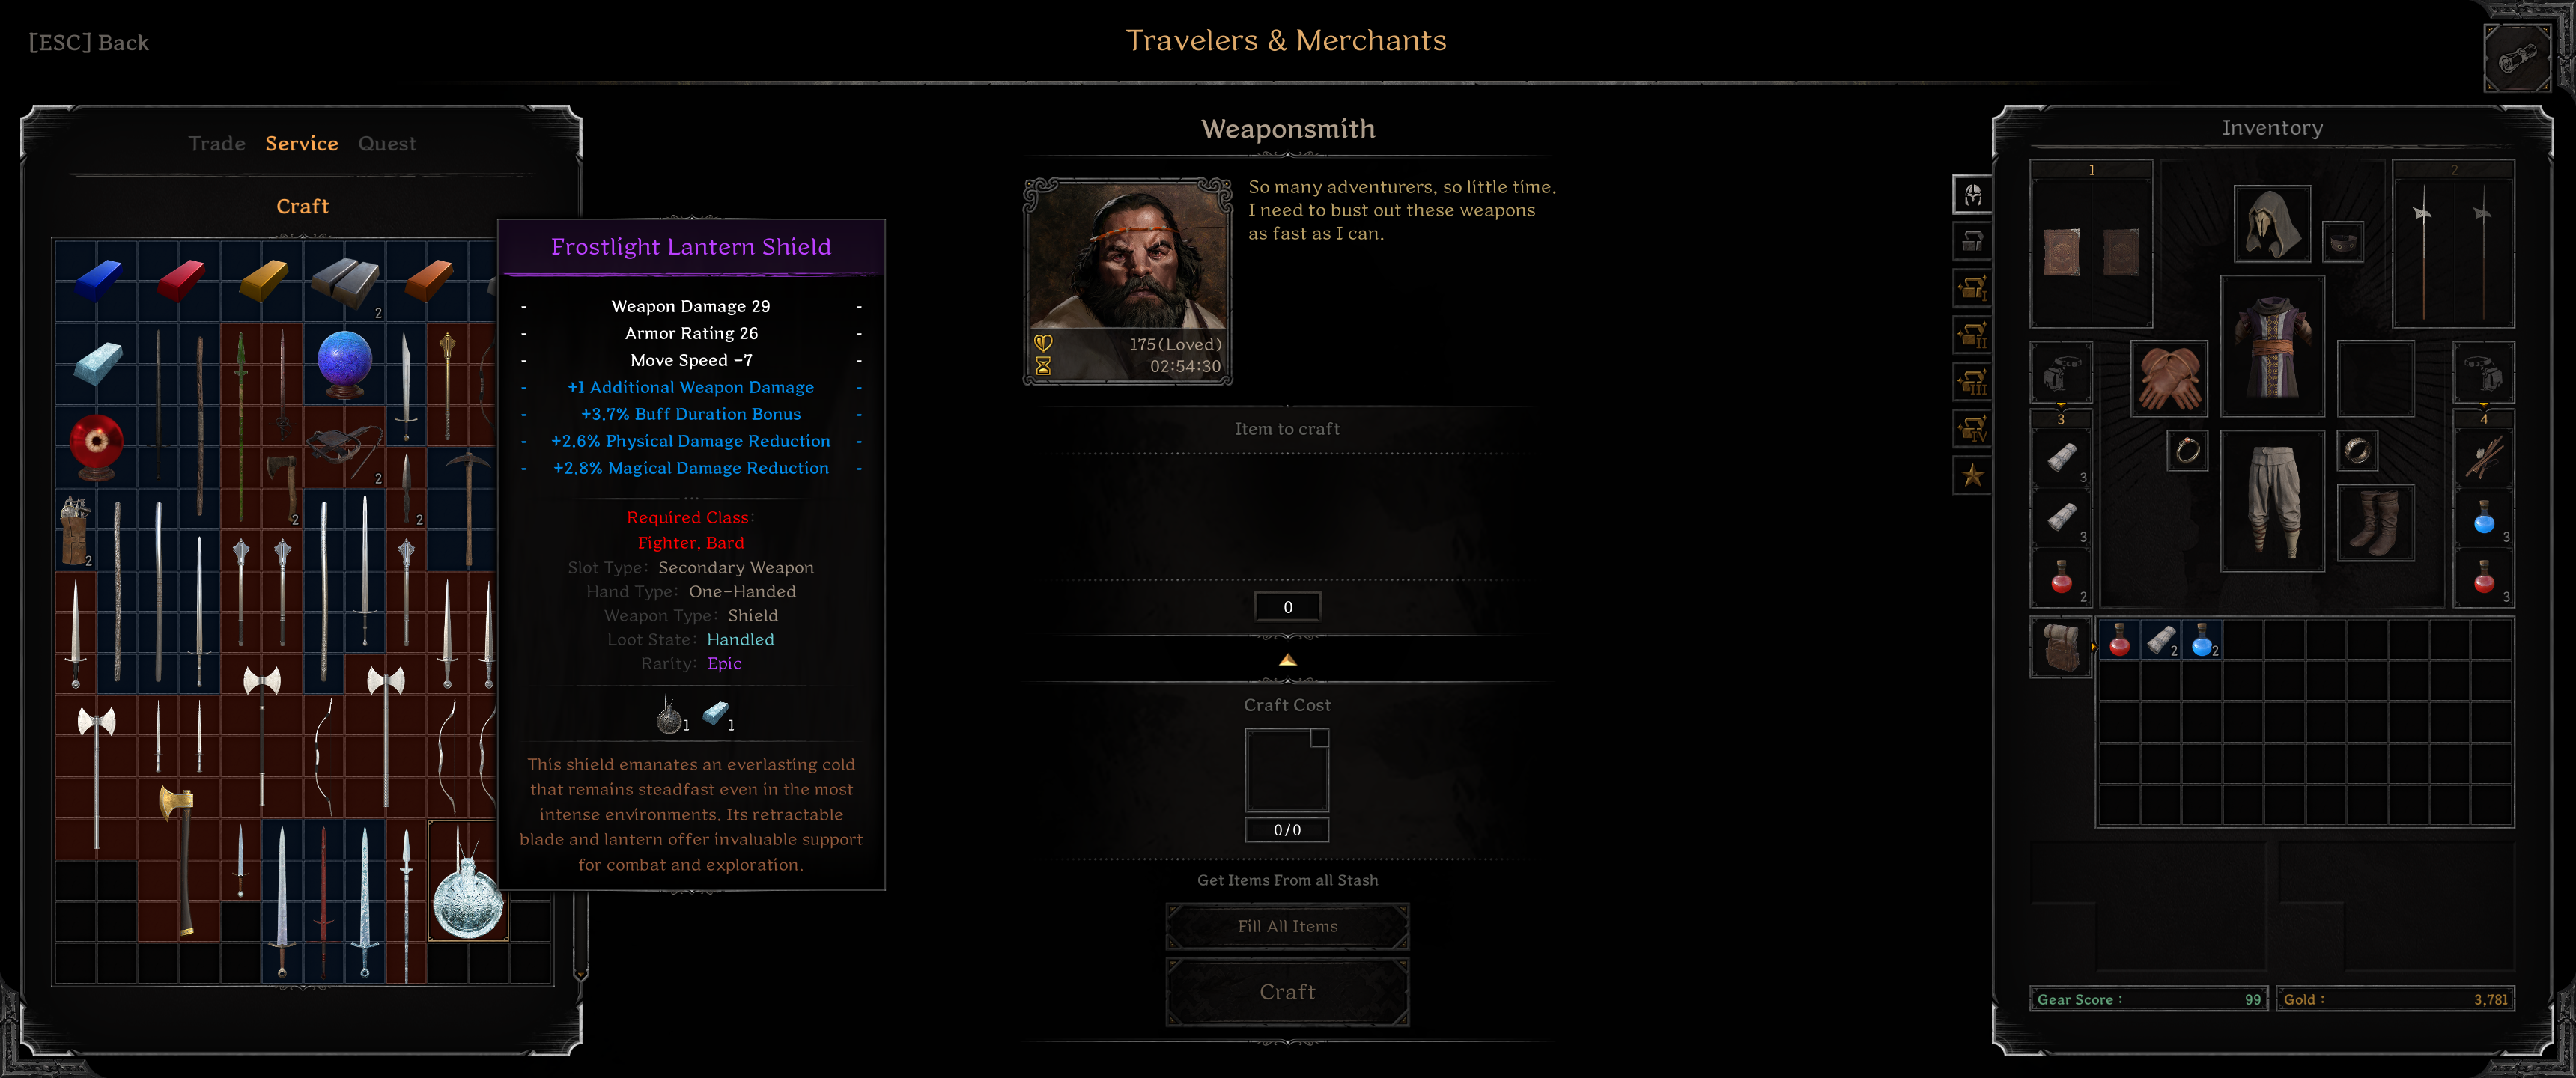 [ESC] Back
Travelers & Merchants
Trade Service Quest
Craft
2
2
2
2
2
Frostlight Lantern Shield
- Weapon Damage 29 -
- Armor Rating 26 -
- Move Speed -7 -
- +1 Additional Weapon Damage -
- +3.7% Buff Duration Bonus -
- +2.6% Physical Damage Reduction -
- +2.8% Magical Damage Reduction -
Required Class:
Fighter, Bard
Slot Type: Secondary Weapon
Hand Type: One-Handed
Weapon Type: Shield
Loot State: Handled
Rarity: Epic
1 1
This shield emanates an everlasting cold
that remains steadfast even in the most
intense environments. Its retractable
blade and lantern offer invaluable support
for combat and exploration.
Weaponsmith
So many adventurers, so little time.
I need to bust out these weapons
as fast as I can.
175(Loved)
02:54:30
Item to craft
0
Craft Cost
0/0
Get Items From all Stash
Fill All Items
Craft
I
II
III
IV
Inventory
1 2
3 4
3
3 3
2 3
2 2
Gear Score : 99 Gold : 3,781